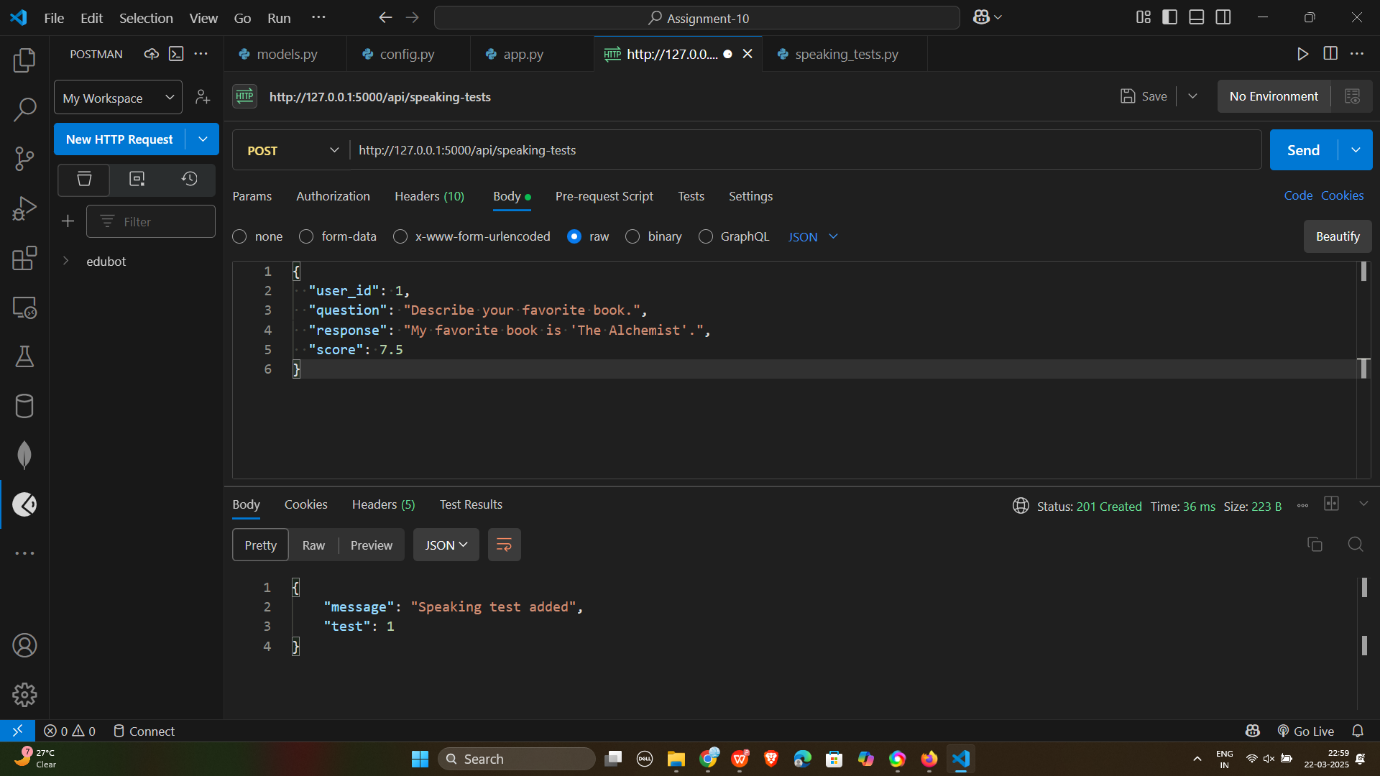 File Edit Selection View Go Run ··· Assignment-10
POSTMAN ···
models.py config.py app.py HTTP http://127.0.0.... speaking_tests.py
My Workspace
HTTP http://127.0.0.1:5000/api/speaking-tests Save No Environment
New HTTP Request
POST http://127.0.0.1:5000/api/speaking-tests Send
Filter
edubot
Params Authorization Headers (10) Body Pre-request Script Tests Settings Code Cookies
none form-data x-www-form-urlencoded raw binary GraphQL JSON Beautify
1 {
2 "user_id": 1,
3 "question": "Describe your favorite book.",
4 "response": "My favorite book is 'The Alchemist'.",
5 "score": 7.5
6 }
Body Cookies Headers (5) Test Results Status: 201 Created Time: 36 ms Size: 223 B
Pretty Raw Preview JSON
1 {
2 "message": "Speaking test added",
3 "test": 1
4 }
0 0 Connect Go Live
7 27°C
Clear
Search
DELL
ENG
IN
22:59
22-03-2025